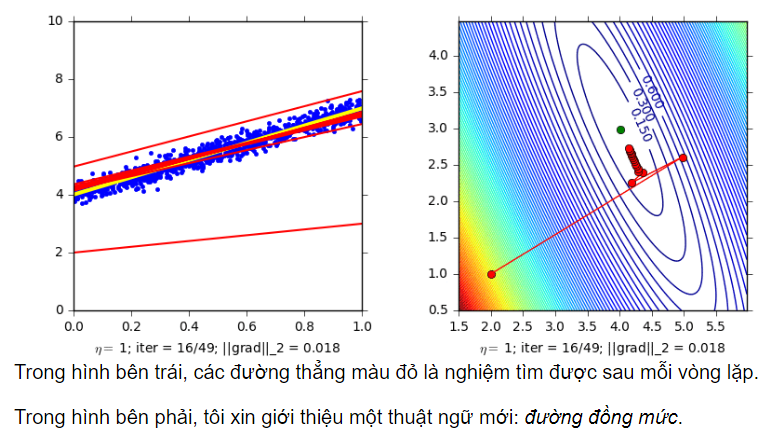 10
8
6
4
2
0
0.0 0.2 0.4 0.6 0.8 1.0
η= 1; iter = 16/49; ||grad||_2 = 0.018
4.0
3.5
3.0
2.5
2.0
1.5
1.0
0.5
1.5 2.0 2.5 3.0 3.5 4.0 4.5 5.0 5.5
0.600
0.300
0.150
η= 1; iter = 16/49; ||grad||_2 = 0.018
Trong hình bên trái, các đường thẳng màu đỏ là nghiệm tìm được sau mỗi vòng lặp.
Trong hình bên phải, tôi xin giới thiệu một thuật ngữ mới: đường đồng mức.